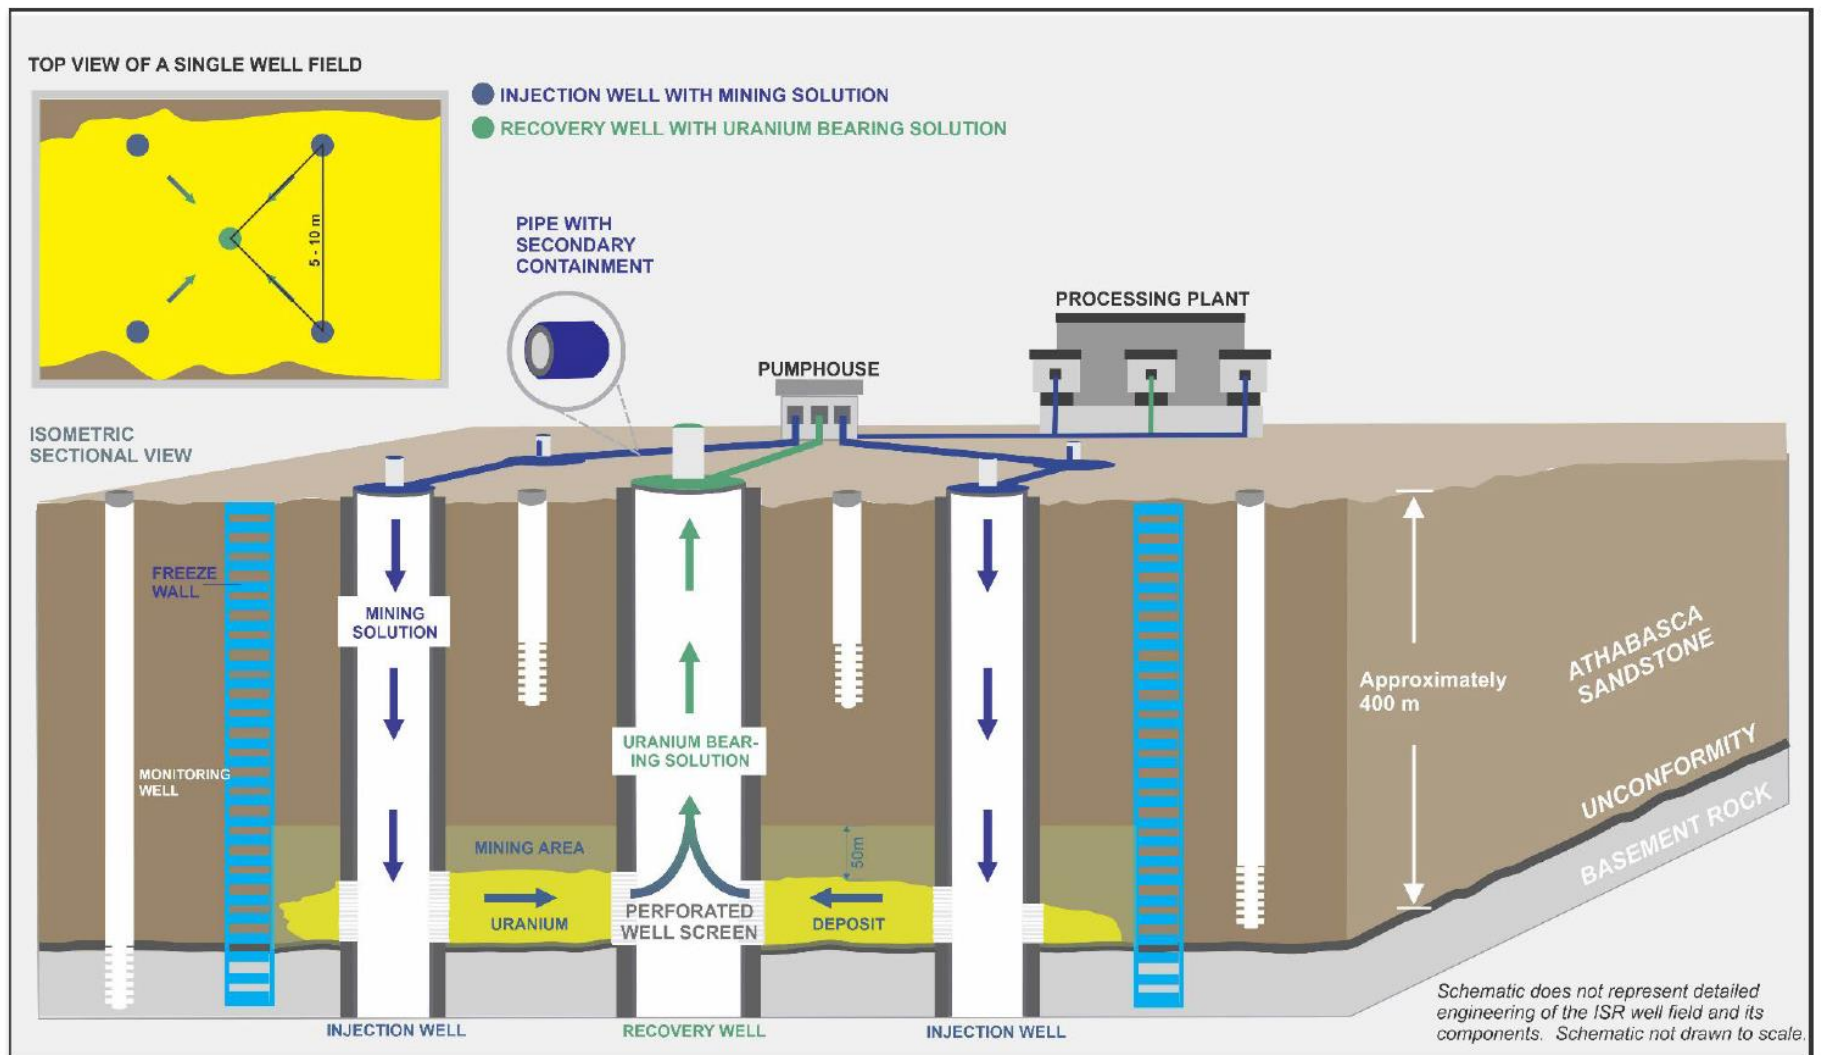 TOP VIEW OF A SINGLE WELL FIELD
INJECTION WELL WITH MINING SOLUTION
RECOVERY WELL WITH URANIUM BEARING SOLUTION
5 - 10 m
PIPE WITH
SECONDARY
CONTAINMENT
PROCESSING PLANT
PUMPHOUSE
ISOMETRIC
SECTIONAL VIEW
FREEZE
WALL
MINING
SOLUTION
ATHABASCA
SANDSTONE
Approximately
400 m
URANIUM BEAR-
ING SOLUTION
MONITORING
WELL
UNCONFORMITY
BASEMENT ROCK
MINING AREA
50m
URANIUM
PERFORATED
WELL SCREEN
DEPOSIT
Schematic does not represent detailed
engineering of the ISR well field and its
components. Schematic not drawn to scale.
INJECTION WELL
RECOVERY WELL
INJECTION WELL